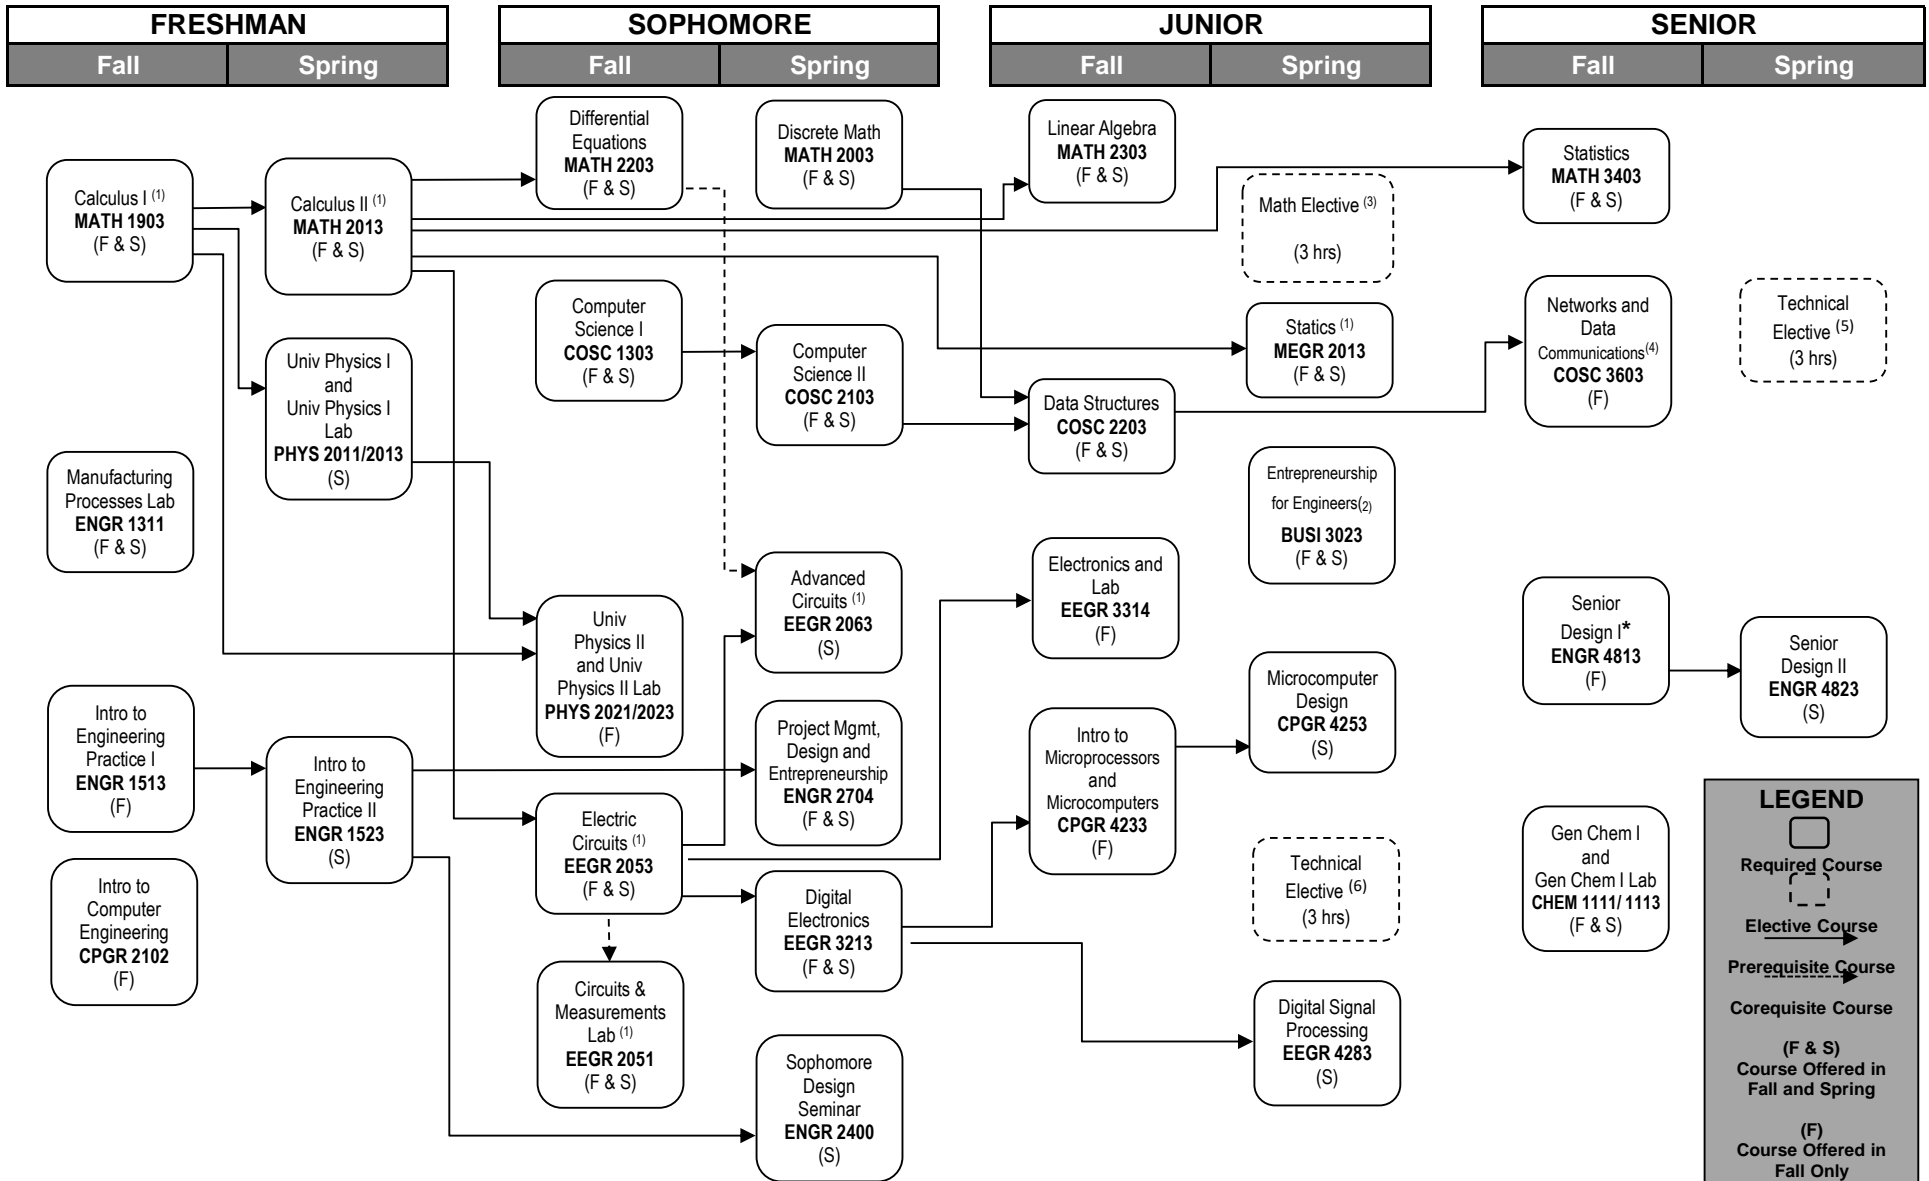 FRESHMAN
Fall
Spring
SOPHOMORE
Fall
Spring
JUNIOR
Fall
Spring
SENIOR
Fall
Spring
Calculus I (1)
MATH 1903
(F & S)
Manufacturing
Processes Lab
ENGR 1311
(F & S)
Intro to
Engineering
Practice I
ENGR 1513
(F)
Intro to
Computer
Engineering
CPGR 2102
(F)
Calculus II (1)
MATH 2013
(F & S)
Univ Physics I
and
Univ Physics I
Lab
PHYS 2011/2013
(S)
Intro to
Engineering
Practice II
ENGR 1523
(S)
Differential
Equations
MATH 2203
(F & S)
Computer
Science I
COSC 1303
(F & S)
Univ
Physics II
and Univ
Physics II Lab
PHYS 2021/2023
(F)
Electric
Circuits (1)
EEGR 2053
(F & S)
Circuits &
Measurements
Lab (1)
EEGR 2051
(F & S)
Discrete Math
MATH 2003
(F & S)
Computer
Science II
COSC 2103
(F & S)
Advanced
Circuits (1)
EEGR 2063
(S)
Project Mgmt,
Design and
Entrepreneurship
ENGR 2704
(F & S)
Digital
Electronics
EEGR 3213
(F & S)
Sophomore
Design
Seminar
ENGR 2400
(S)
Linear Algebra
MATH 2303
(F & S)
Data Structures
COSC 2203
(F & S)
Electronics and
Lab
EEGR 3314
(F)
Intro to
Microprocessors
and
Microcomputers
CPGR 4233
(F)
Math Elective (3)
(3 hrs)
Statics (1)
MEGR 2013
(F & S)
Entrepreneurship
for Engineers(2)
BUSI 3023
(F & S)
Microcomputer
Design
CPGR 4253
(S)
Technical
Elective (6)
(3 hrs)
Digital Signal
Processing
EEGR 4283
(S)
Statistics
MATH 3403
(F & S)
Networks and
Data
Communications(4)
COSC 3603
(F)
Senior
Design I*
ENGR 4813
(F)
Gen Chem I
and
Gen Chem I Lab
CHEM 1111/ 1113
(F & S)
Technical
Elective (5)
(3 hrs)
Senior
Design II
ENGR 4823
(S)
LEGEND
Required Course
Elective Course
Prerequisite Course
Corequisite Course
(F & S)
Course Offered in
Fall and Spring
(F)
Course Offered in
Fall Only